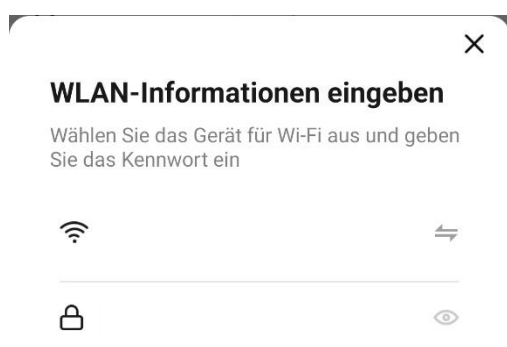 WLAN-Informationen eingeben
Wählen Sie das Gerät für Wi-Fi aus und geben
Sie das Kennwort ein